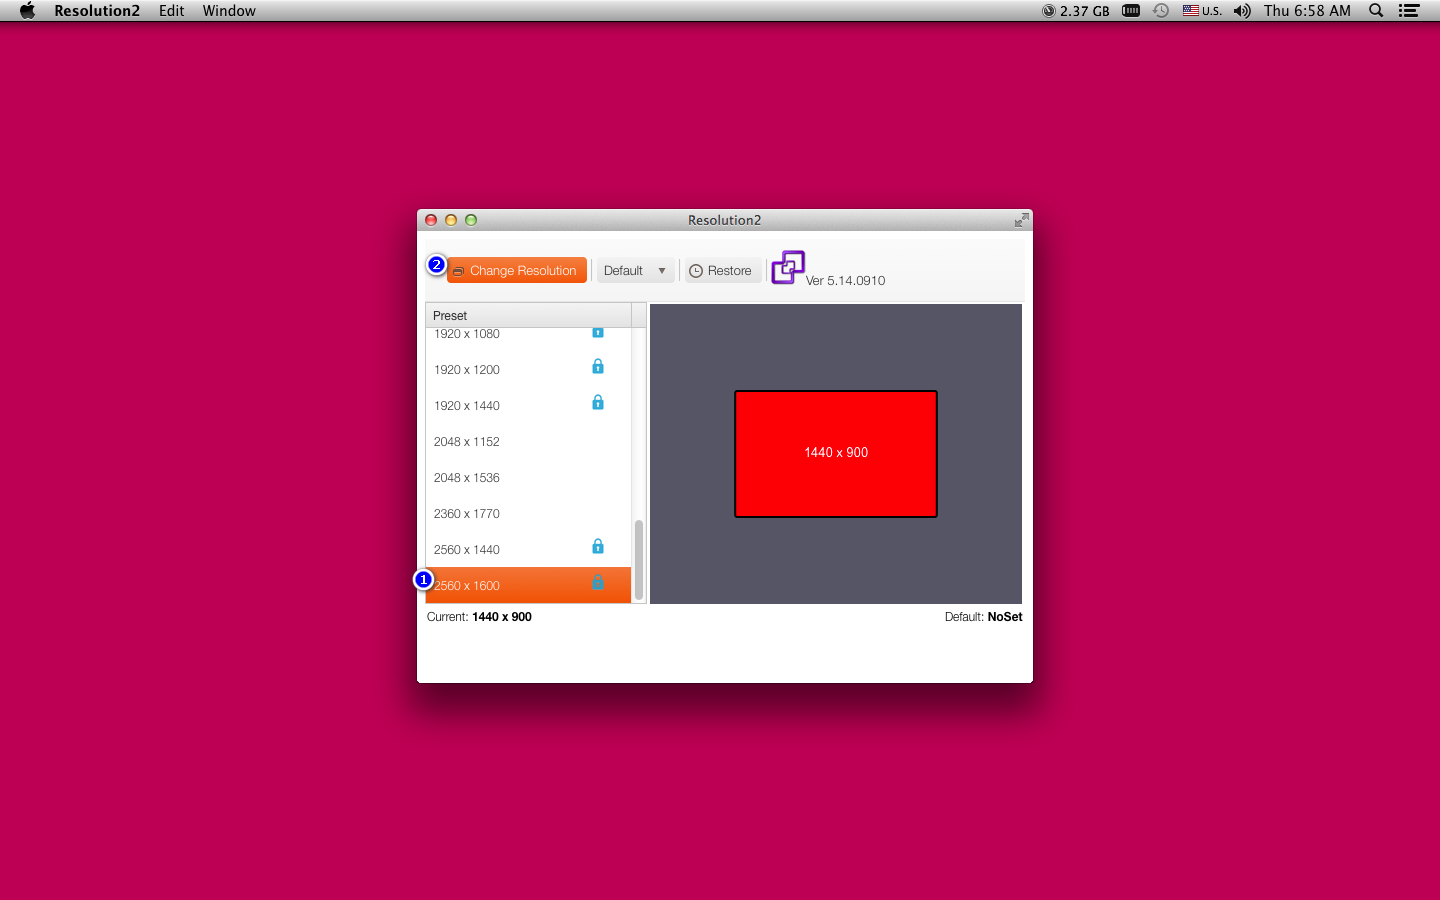 Resolution2 Edit Window 2.37 GB U.S. Thu 6:58 AM
Resolution2
2 Change Resolution Default Restore Ver 5.14.0910
Preset
1920 x 1080
1920 x 1200
1920 x 1440
2048 x 1152
2048 x 1536
2360 x 1770
2560 x 1440
1 2560 x 1600
1440 x 900
Current: 1440 x 900
Default: NoSet